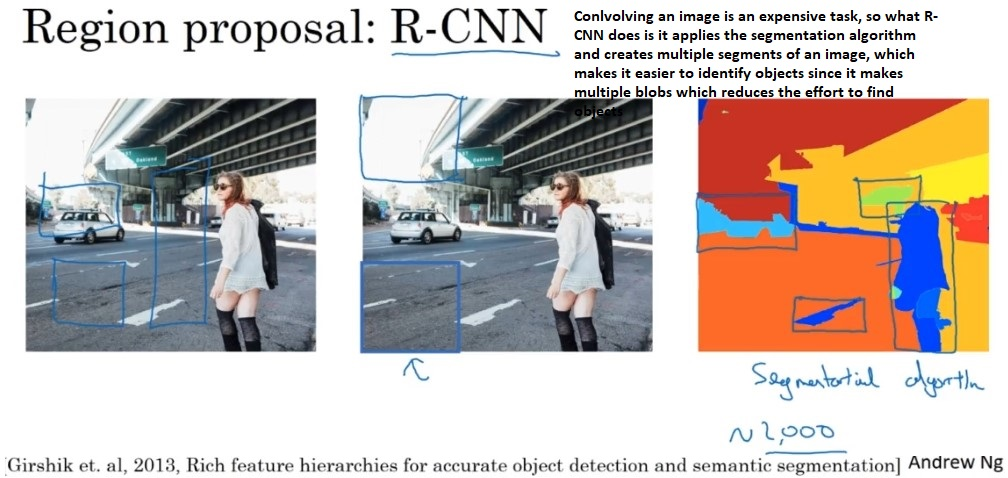 Region proposal: R-CNN
Conlvolving an image is an expensive task, so what R-
CNN does is it applies the segmentation algorithm
and creates multiple segments of an image, which
makes it easier to identify objects since it makes
multiple blobs which reduces the effort to find
objects
Oakland
Oakland
~2,000
[Girshik et. al, 2013, Rich feature hierarchies for accurate object detection and semantic segmentation] Andrew Ng